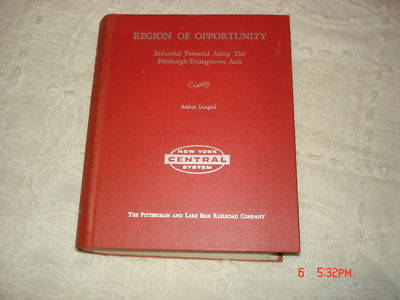 REGION OF OPPORTUNITY
Industrial Potential Along The
Pittsburgh-Youngstown Axis
Arthur Longini
NEW YORK
CENTRAL
SYSTEM
THE PITTSBURGH AND LAKE ERIE RAILROAD COMPANY
6 5:32PM